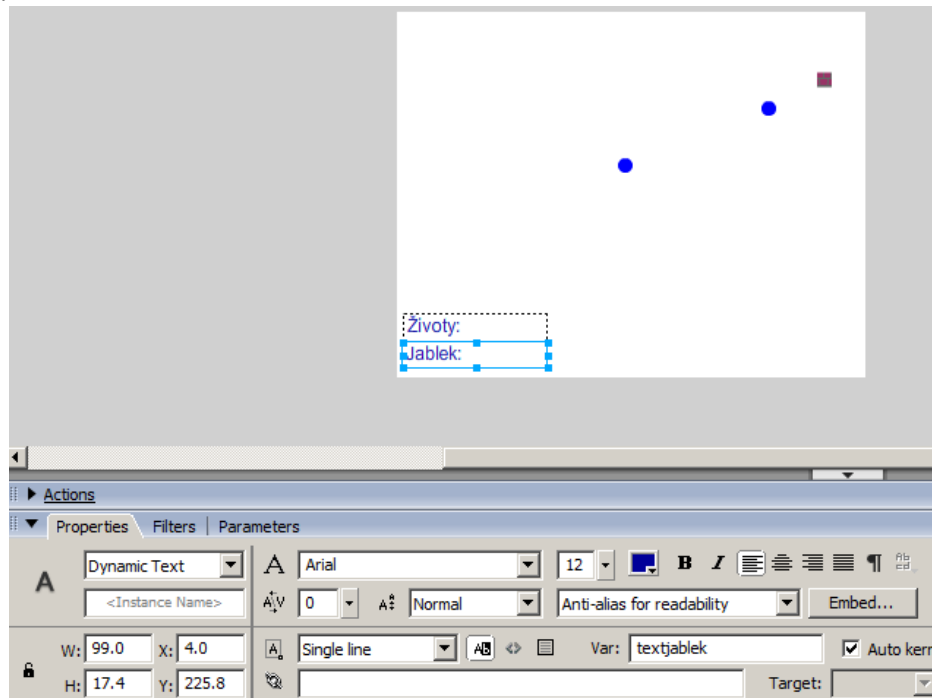 Životy:
Jablek:
Actions
Properties Filters | Parameters
A Dynamic Text A Arial 12 B I ¶
<Instance Name> A V 0 Normal Anti-alias for readability Embed...
W: 99.0 X: 4.0 A Single line AB Var: textjablek Auto kern
H: 17.4 Y: 225.8 Target: